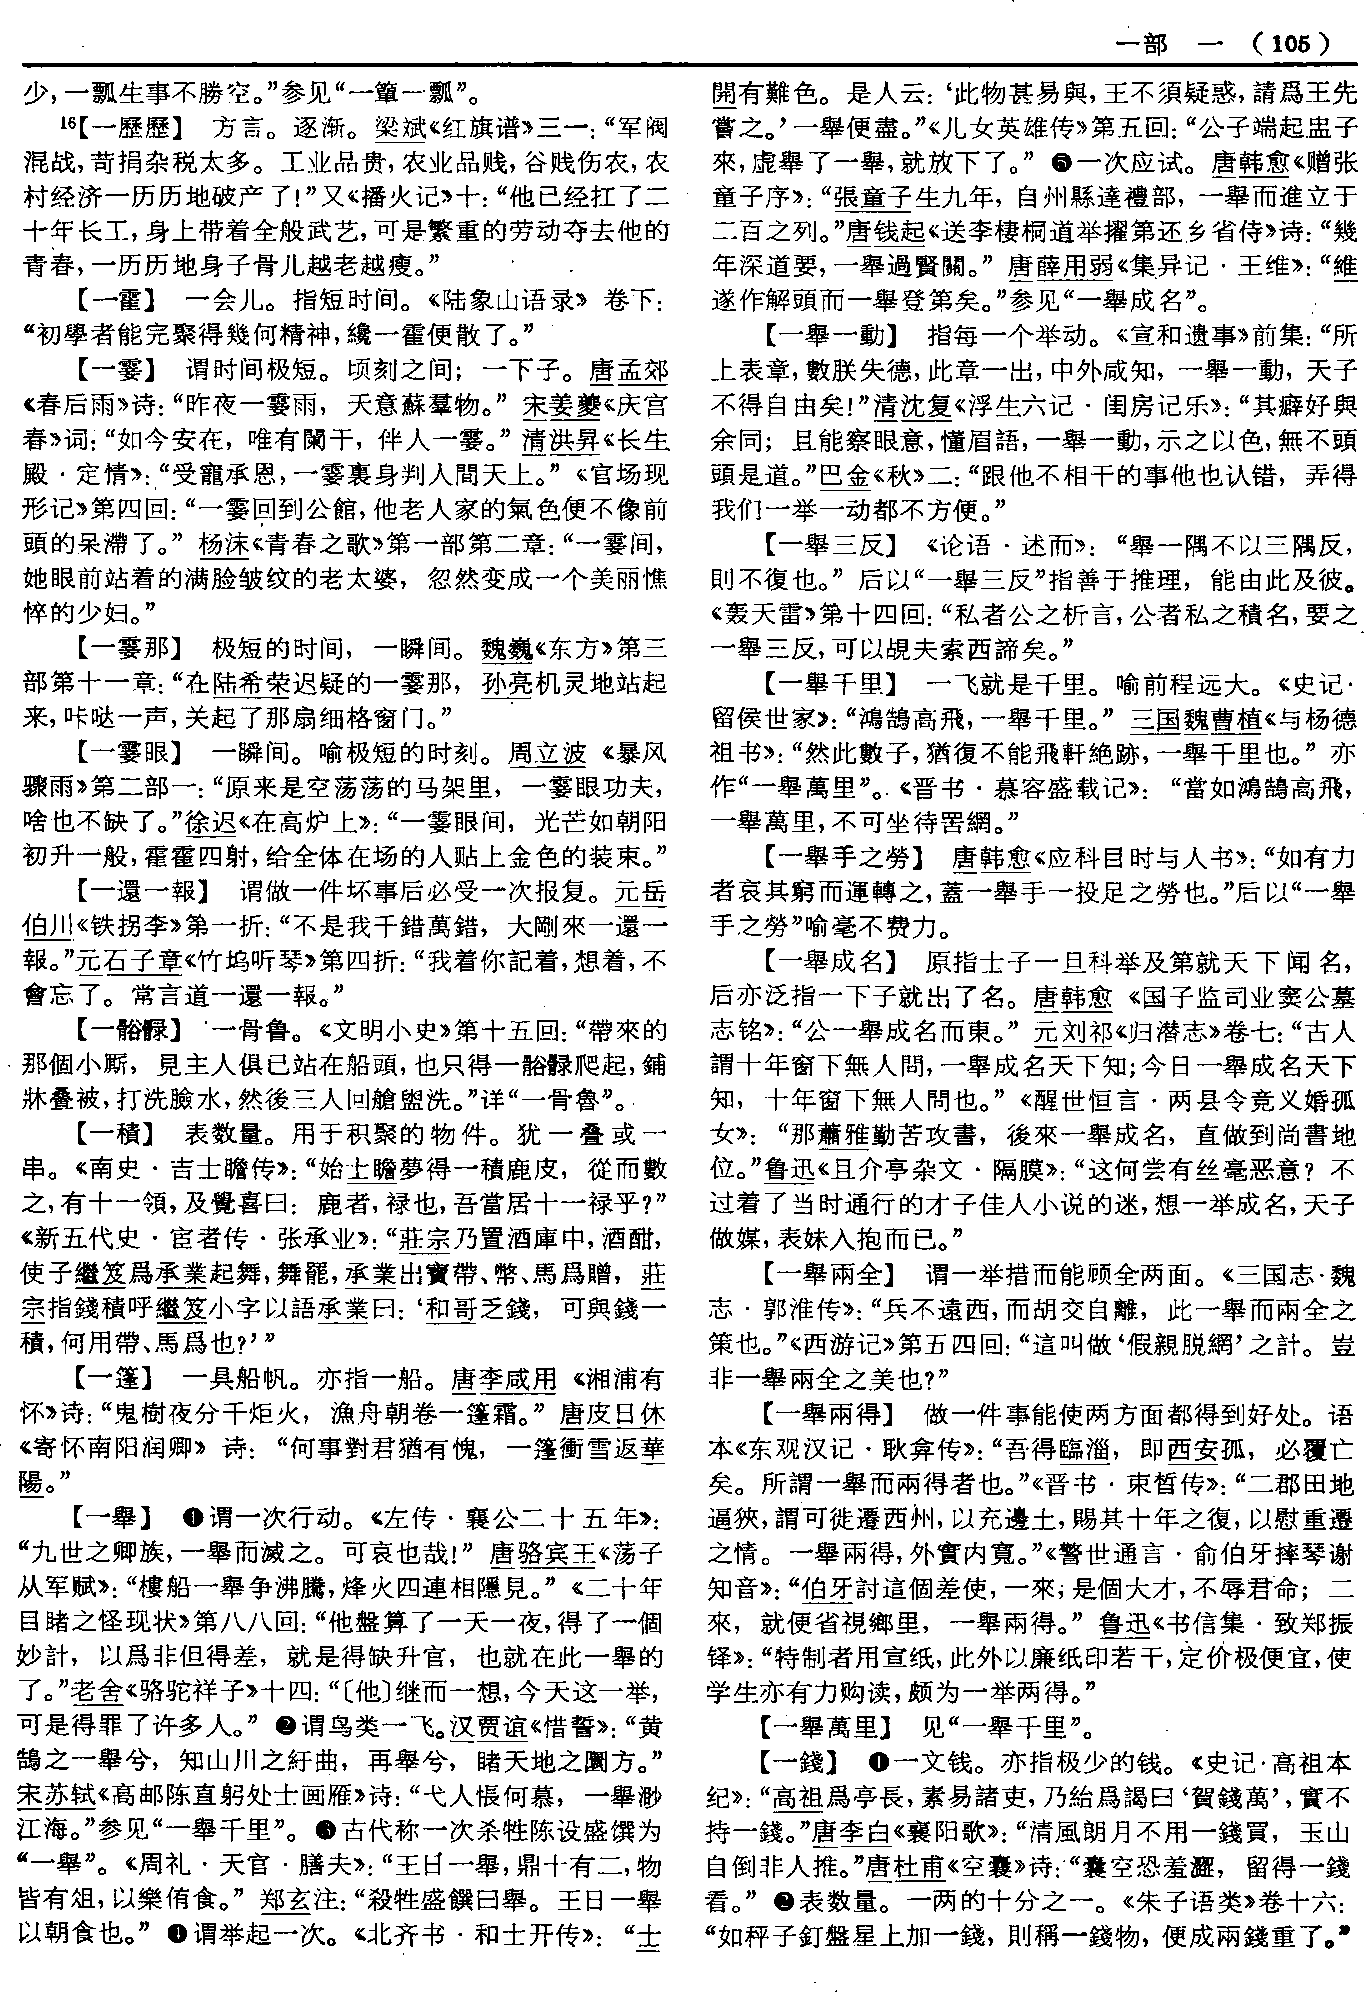 一部 一 （105）
少，一瓢生事不勝空。”参见“一簞一瓢”。
16【一歷歷】 方言。逐渐。梁斌《红旗谱》三一：“军阀
混战，苛捐杂税太多。工业品贵，农业品贱，谷贱伤农，农
村经济一历历地破产了！”又《播火记》十：“他已经扛了二
十年长工，身上带着全般武艺，可是繁重的劳动夺去他的
青春，一历历地身子骨儿越老越瘦。”
【一霍】 一会儿。指短时间。《陆象山语录》卷下：
“初學者能完聚得幾何精神，纔一霍便散了。”
【一霎】 谓时间极短。顷刻之间；一下子。唐孟郊
《春后雨》诗：“昨夜一霎雨，天意蘇羣物。”宋姜夔《庆宫
春》词：“如今安在，唯有闌干，伴人一霎。”清洪昇《长生
殿·定情》：“受寵承恩，一霎裏身判人間天上。”《官场现
形记》第四回：“一霎回到公館，他老人家的氣色便不像前
頭的呆滯了。”杨沫《青春之歌》第一部第二章：“一霎间，
她眼前站着的满脸皱纹的老太婆，忽然变成一个美丽憔
悴的少妇。”
【一霎那】 极短的时间，一瞬间。魏巍《东方》第三
部第十一章：“在陆希荣迟疑的一霎那，孙亮机灵地站起
来，咔哒一声，关起了那扇细格窗门。”
【一霎眼】 一瞬间。喻极短的时刻。周立波《暴风
骤雨》第二部一：“原来是空荡荡的马架里，一霎眼功夫，
啥也不缺了。”徐迟《在高炉上》：“一霎眼间，光芒如朝阳
初升一般，霍霍四射，给全体在场的人贴上金色的装束。”
【一還一報】 谓做一件坏事后必受一次报复。元岳
伯川《铁拐李》第一折：“不是我千錯萬錯，大剛來一還一
報。”元石子章《竹坞听琴》第四折：“我着你記着，想着，不
會忘了。常言道一還一報。”
【一骼髞】 一骨鲁。《文明小史》第十五回：“帶來的
那個小厮，見主人俱已站在船頭，也只得一骼髞爬起，鋪
牀叠被，打洗臉水，然後三人回艙盥洗。”详“一骨魯”。
【一積】 表数量。用于积聚的物件。犹一叠或一
串。《南史·吉士瞻传》：“始士瞻夢得一積鹿皮，從而數
之，有十一領，及覺喜曰：鹿者，禄也，吾當居十一禄乎？”
《新五代史·宦者传·张承业》：“莊宗乃置酒庫中，酒酣，
使子繼岌爲承業起舞，舞罷，承業出寶帶、幣、馬爲贈，莊
宗指錢積呼繼岌小字以語承業曰：‘和哥乏錢，可與錢一
積，何用帶、馬爲也？’”
【一篷】 一具船帆。亦指一船。唐李咸用《湘浦有
怀》诗：“鬼樹夜分千炬火，漁舟朝卷一篷霜。”唐皮日休
《寄怀南阳润卿》诗：“何事對君猶有愧，一篷衝雪返華
陽。”
【一舉】 ❶谓一次行动。《左传·襄公二十五年》：
“九世之卿族，一舉而滅之。可哀也哉！”唐骆宾王《荡子
从军赋》：“樓船一舉争沸騰，烽火四連相隱見。”《二十年
目睹之怪现状》第八八回：“他盤算了一天一夜，得了一個
妙計，以爲非但得差，就是得缺升官，也就在此一舉的
了。”老舍《骆驼祥子》十四：“〔他〕继而一想，今天这一举，
可是得罪了许多人。”❷谓鸟类一飞。汉贾谊《惜誓》：“黄
鵠之一舉兮，知山川之紆曲，再舉兮，睹天地之圜方。”
宋苏轼《高邮陈直躬处士画雁》诗：“弋人悵何慕，一舉渺
江海。”参见“一舉千里”。❸古代称一次杀牲陈设盛馔为
“一舉”。《周礼·天官·膳夫》：“王日一舉，鼎十有二，物
皆有俎，以樂侑食。”郑玄注：“殺牲盛饌曰舉。王日一舉
以朝食也。”❹谓举起一次。《北齐书·和士开传》：“士
開有難色。是人云：‘此物甚易與，王不須疑惑，請爲王先
嘗之。’一舉便盡。”《儿女英雄传》第五回：“公子端起盅子
來，虚舉了一舉，就放下了。”❺一次应试。唐韩愈《赠张
童子序》：“張童子生九年，自州縣達禮部，一舉而進立于
二百之列。”唐钱起《送李棲桐道举擢第还乡省侍》诗：“幾
年深道要，一舉過賢關。”唐薛用弱《集异记·王维》：“維
遂作解頭而一舉登第矣。”参见“一舉成名”。
【一舉一動】 指每一个举动。《宣和遗事》前集：“所
上表章，數朕失德，此章一出，中外咸知，一舉一動，天子
不得自由矣！”清沈复《浮生六记·闺房记乐》：“其癖好與
余同；且能察眼意，懂眉語，一舉一動，示之以色，無不頭
頭是道。”巴金《秋》二：“跟他不相干的事他也认错，弄得
我们一举一动都不方便。”
【一舉三反】 《论语·述而》：“舉一隅不以三隅反，
則不復也。”后以“一舉三反”指善于推理，能由此及彼。
《轰天雷》第十四回：“私者公之析言，公者私之積名，要之
一舉三反，可以覘夫索西諦矣。”
【一舉千里】 一飞就是千里。喻前程远大。《史记·
留侯世家》：“鴻鵠高飛，一舉千里。”三国魏曹植《与杨德
祖书》：“然此數子，猶復不能飛軒絶跡，一舉千里也。”亦
作“一舉萬里”。《晋书·慕容盛载记》：“當如鴻鵠高飛，
一舉萬里，不可坐待罟網。”
【一舉手之勞】 唐韩愈《应科目时与人书》：“如有力
者哀其窮而運轉之，蓋一舉手一投足之勞也。”后以“一舉
手之勞”喻毫不费力。
【一舉成名】 原指士子一旦科举及第就天下闻名，
后亦泛指一下子就出了名。唐韩愈《国子监司业窦公墓
志铭》：“公一舉成名而東。”元刘祁《归潜志》卷七：“古人
謂十年窗下無人問，一舉成名天下知；今日一舉成名天下
知，十年窗下無人問也。”《醒世恒言·两县令竞义婚孤
女》：“那蕭雅勤苦攻書，後來一舉成名，直做到尚書地
位。”鲁迅《且介亭杂文·隔膜》：“这何尝有丝毫恶意？不
过着了当时通行的才子佳人小说的迷，想一举成名，天子
做媒，表妹入抱而已。”
【一舉兩全】 谓一举措而能顾全两面。《三国志·魏
志·郭淮传》：“兵不遠西，而胡交自離，此一舉而兩全之
策也。”《西游记》第五四回：“這叫做‘假親脱網’之計。豈
非一舉兩全之美也？”
【一舉兩得】 做一件事能使两方面都得到好处。语
本《东观汉记·耿弇传》：“吾得臨淄，即西安孤，必覆亡
矣。所謂一舉而兩得者也。”《晋书·束皙传》：“二郡田地
逼狹，謂可徙遷西州，以充邊土，賜其十年之復，以慰重遷
之情。一舉兩得，外實内寬。”《警世通言·俞伯牙摔琴谢
知音》：“伯牙討這個差使，一來，是個大才，不辱君命；二
來，就便省視鄉里，一舉兩得。”鲁迅《书信集·致郑振
铎》：“特制者用宣纸，此外以廉纸印若干，定价极便宜，使
学生亦有力购读，颇为一举两得。”
【一舉萬里】 见“一舉千里”。
【一錢】 ❶一文钱。亦指极少的钱。《史记·高祖本
纪》：“高祖爲亭長，素易諸吏，乃紿爲謁曰‘賀錢萬’，實不
持一錢。”唐李白《襄阳歌》：“清風朗月不用一錢買，玉山
自倒非人推。”唐杜甫《空囊》诗：“囊空恐羞澀，留得一錢
看。”❷表数量。一两的十分之一。《朱子语类》卷十六：
“如秤子釘盤星上加一錢，則稱一錢物，便成兩錢重了。”